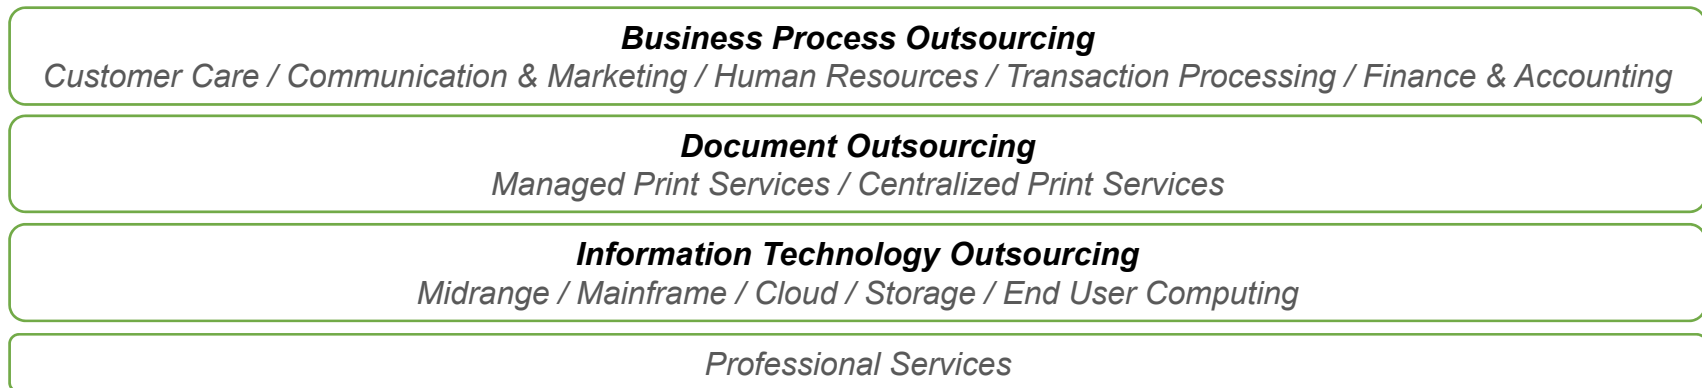 Business Process Outsourcing
Customer Care / Communication & Marketing / Human Resources / Transaction Processing / Finance & Accounting
Document Outsourcing
Managed Print Services / Centralized Print Services
Information Technology Outsourcing
Midrange / Mainframe / Cloud / Storage / End User Computing
Professional Services